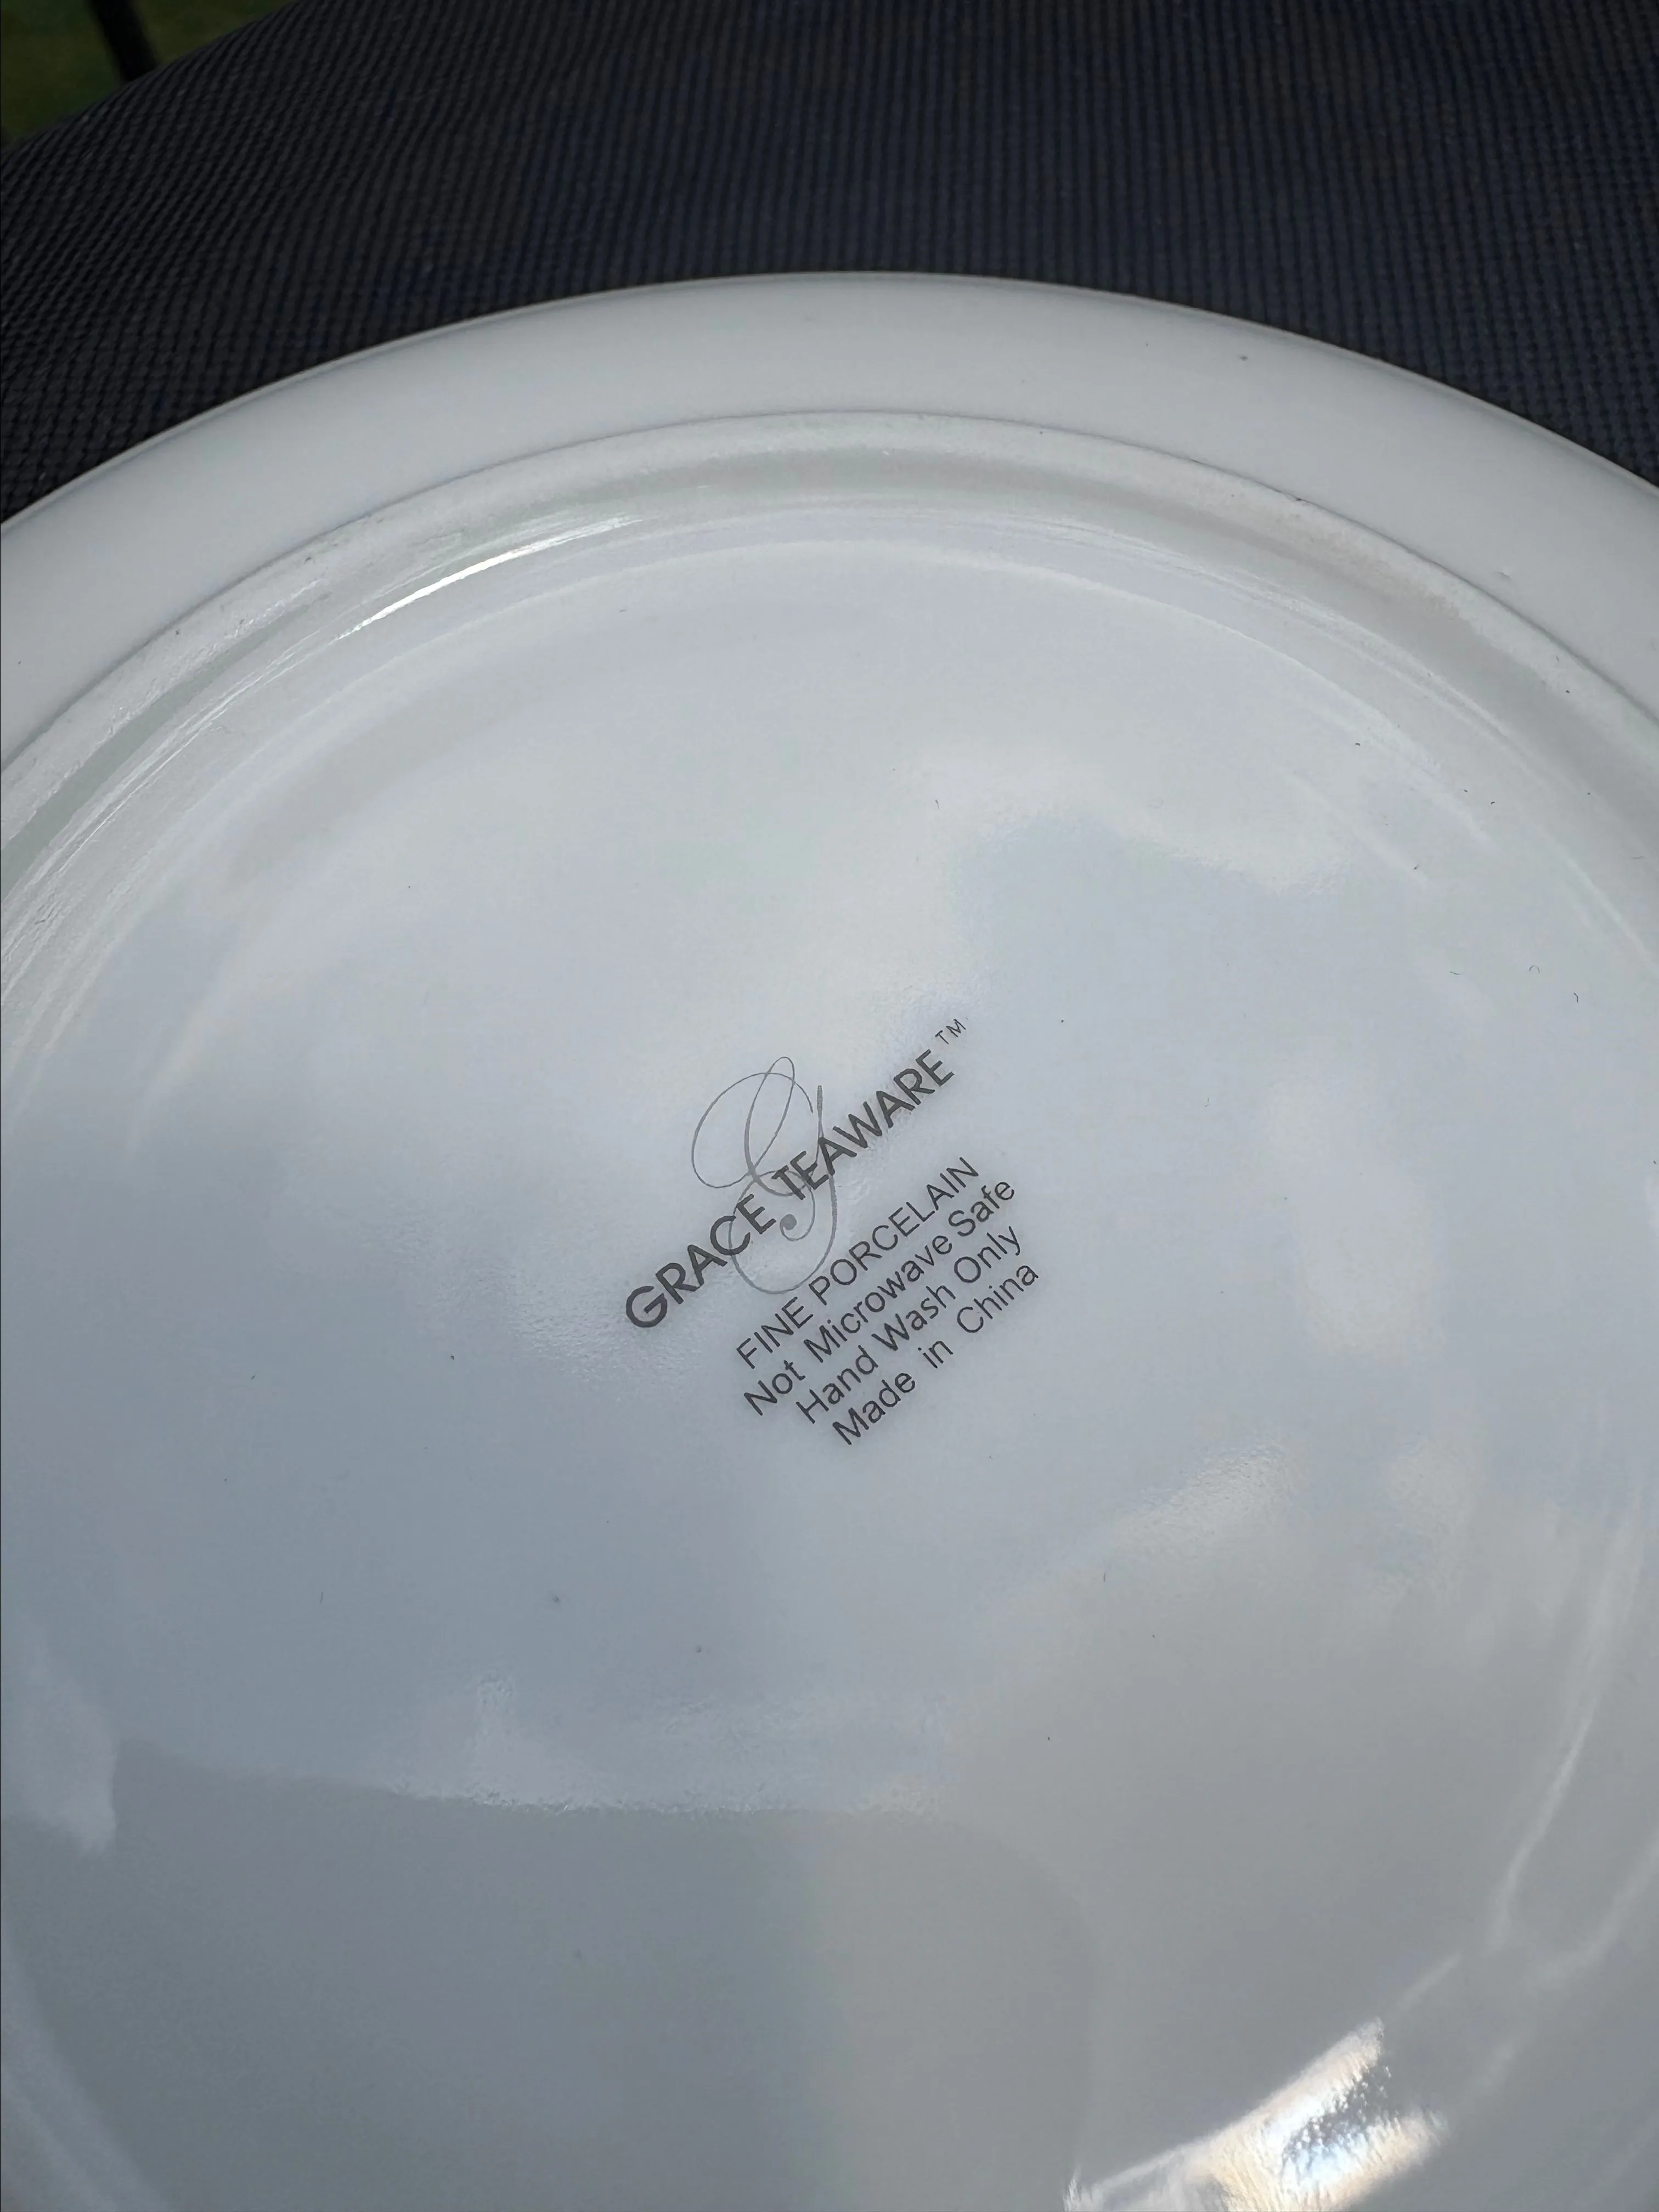 G
GRACE TEAWARE™
FINE PORCELAIN
Not Microwave Safe
Hand Wash Only
Made in China